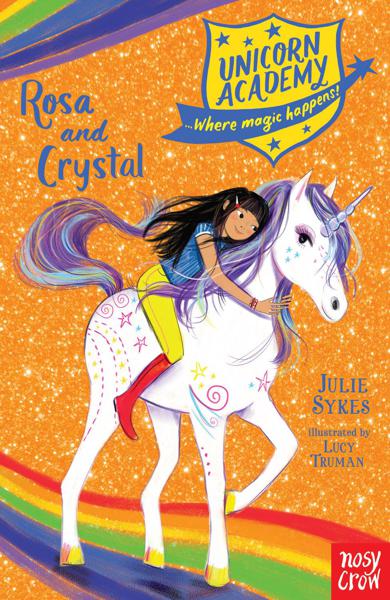 UNICORN
ACADEMY
...Where magic happens!
Rosa
and
Crystal
JULIE
SYKES
illustrated by
LUCY
TRUMAN
nosy
crow